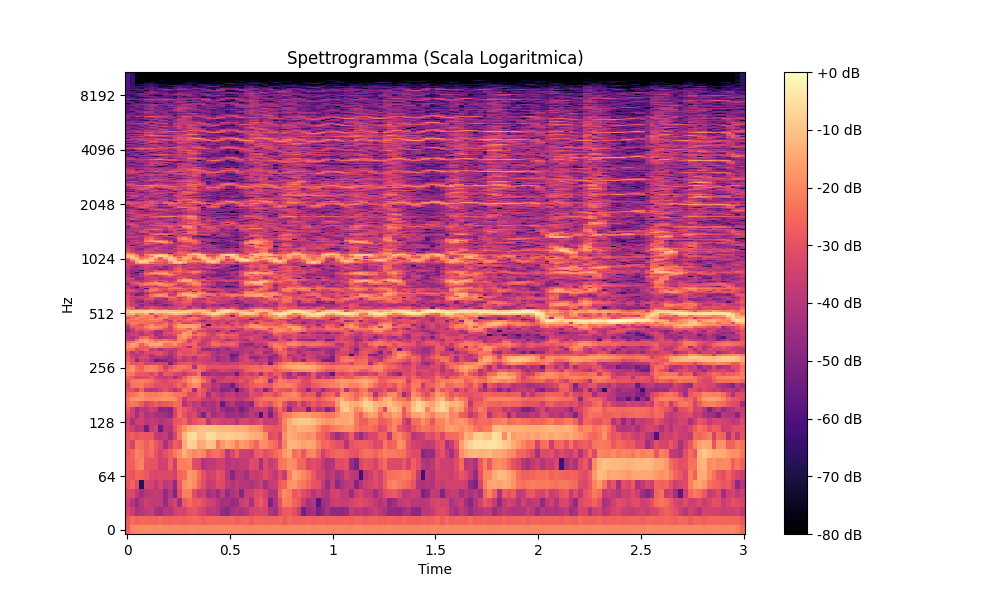 Spettrogramma (Scala Logaritmica)
Hz
8192
4096
2048
1024
512
256
128
64
0
0 0.5 1 1.5 2 2.5 3
Time
+0 dB
-10 dB
-20 dB
-30 dB
-40 dB
-50 dB
-60 dB
-70 dB
-80 dB